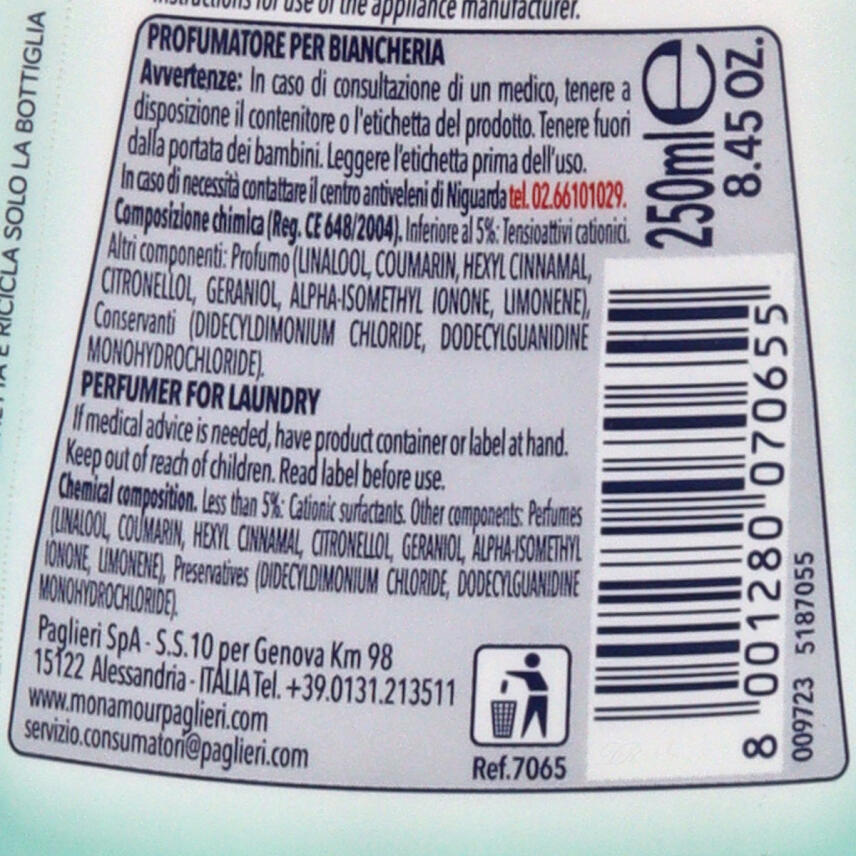 instructions for use of the appliance manufacturer.
PROFUMATORE PER BIANCHERIA
Avvertenze: In caso di consultazione di un medico, tenere a
disposizione il contenitore o l'etichetta del prodotto. Tenere fuori
dalla portata dei bambini. Leggere l'etichetta prima dell'uso.
In caso di necessità contattare il centro antiveleni di Niguarda tel. 02.66101029.
Composizione chimica (Reg. CE 648/2004). Inferiore al 5%: Tensioattivi cationici.
Altri componenti: Profumo (LINALOOL, COUMARIN, HEXYL CINNAMAL,
CITRONELLOL, GERANIOL, ALPHA-ISOMETHYL IONONE, LIMONENE),
Conservanti (DIDECYLDIMONIUM CHLORIDE, DODECYLGUANIDINE
MONOHYDROCHLORIDE).
PERFUMER FOR LAUNDRY
If medical advice is needed, have product container or label at hand.
Keep out of reach of children. Read label before use.
Chemical composition. Less than 5%: Cationic surfactants. Other components: Perfumes
(LINALOOL, COUMARIN, HEXYL CINNAMAL, CITRONELLOL, GERANIOL, ALPHA-ISOMETHYL
IONONE, LIMONENE), Preservatives (DIDECYLDIMONIUM CHLORIDE, DODECYLGUANIDINE
MONOHYDROCHLORIDE).
Paglieri SpA - S.S.10 per Genova Km 98
15122 Alessandria - ITALIA Tel. +39.0131.213511
www.monamourpaglieri.com
servizio.consumatori@paglieri.com
Ref.7065
250ml e
8.45 OZ.
8 001280 070655
009723 5187055
E RICICLA SOLO LA BOTTIGLIA